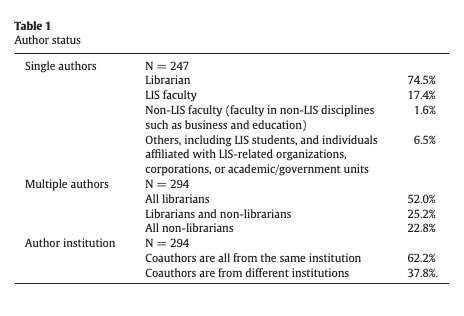 Table 1
Author status
Single authors N = 247
Librarian 74.5%
LIS faculty 17.4%
Non-LIS faculty (faculty in non-LIS disciplines 1.6%
such as business and education)
Others, including LIS students, and individuals 6.5%
affiliated with LIS-related organizations,
corporations, or academic/government units
Multiple authors N = 294
All librarians 52.0%
Librarians and non-librarians 25.2%
All non-librarians 22.8%
Author institution N = 294
Coauthors are all from the same institution 62.2%
Coauthors are from different institutions 37.8%.